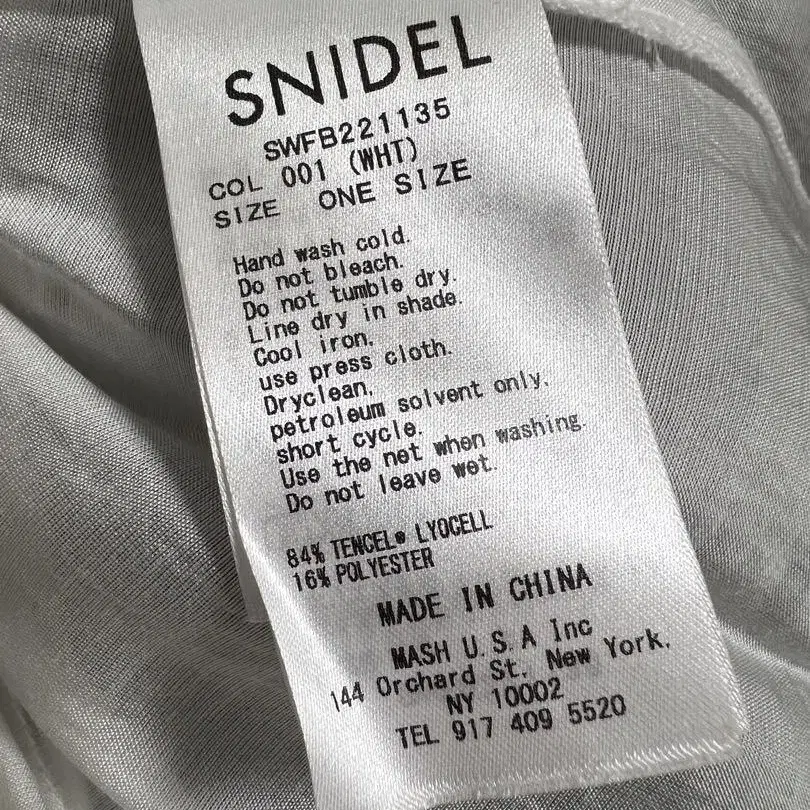 SNIDEL
SWFB221135
COL 001 (WHT)
SIZE ONE SIZE
Hand wash cold.
Do not bleach.
Do not tumble dry.
Line dry in shade.
Cool iron.
use press cloth.
Dryclean.
petroleum solvent only.
short cycle.
Use the net when washing.
Do not leave wet.
84% TENCEL® LYOCELL
16% POLYESTER
MADE IN CHINA
MASH U.S.A Inc
144 Orchard St. New York.
NY 10002
TEL 917 409 5520